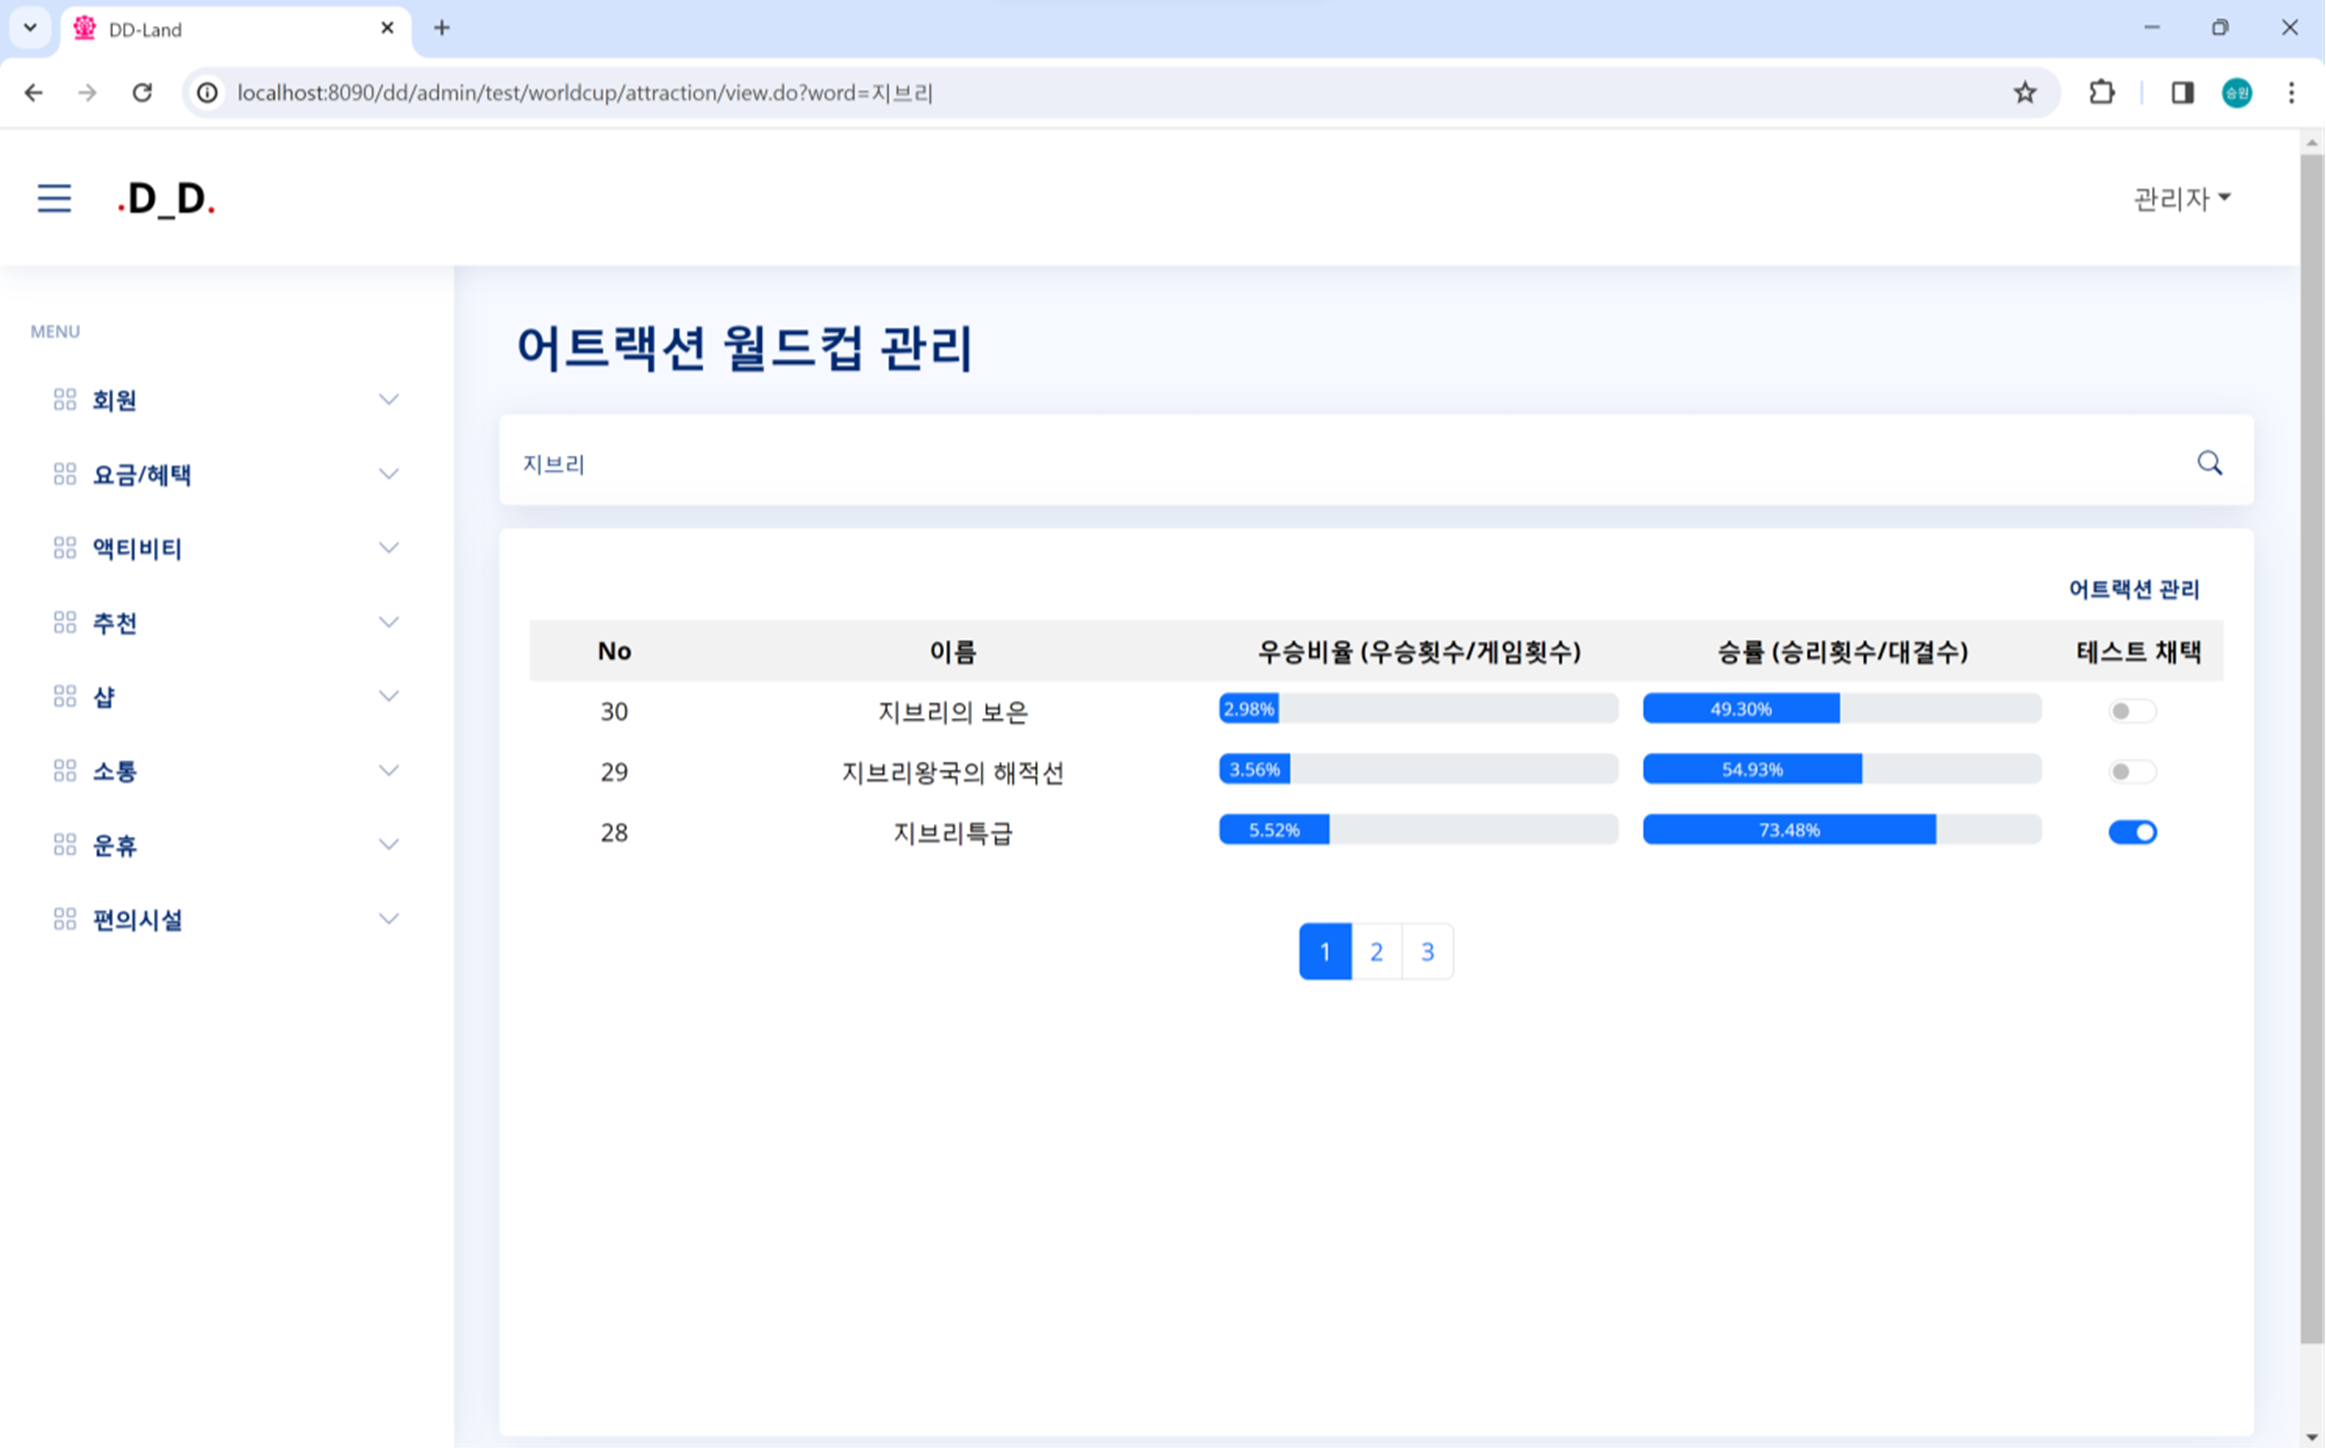 DD-Land
localhost:8090/dd/admin/test/worldcup/attraction/view.do?word=지브리
승원
.D_D.
관리자
MENU
회원
요금/혜택
액티비티
추천
샵
소통
운휴
편의시설
어트랙션 월드컵 관리
지브리
어트랙션 관리
No 이름 우승비율 (우승횟수/게임횟수) 승률 (승리횟수/대결수) 테스트 채택
30 지브리의 보은 2.98% 49.30%
29 지브리왕국의 해적선 3.56% 54.93%
28 지브리특급 5.52% 73.48%
1 2 3